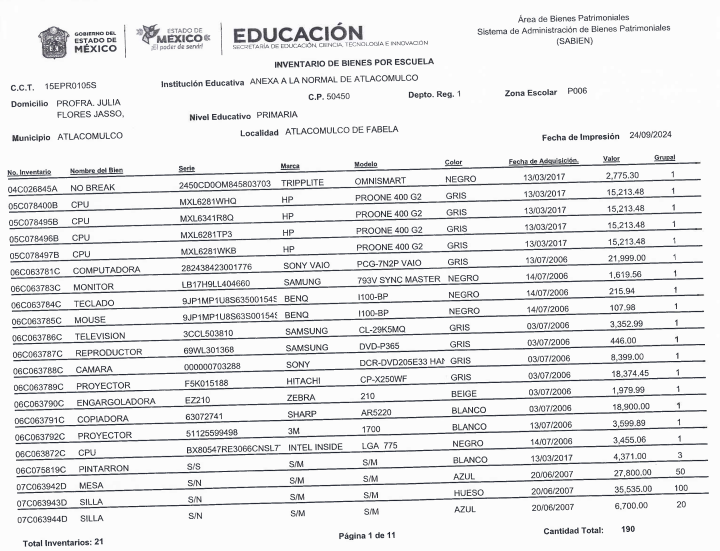 GOBIERNO DEL ESTADO DE MÉXICO
ESTADO DE MÉXICO ¡El poder de servir!
EDUCACIÓN
SECRETARÍA DE EDUCACIÓN, CIENCIA, TECNOLOGÍA E INNOVACIÓN
Área de Bienes Patrimoniales
Sistema de Administración de Bienes Patrimoniales
(SABIEN)
INVENTARIO DE BIENES POR ESCUELA
C.C.T. 15EPR0105S Institución Educativa ANEXA A LA NORMAL DE ATLACOMULCO
C.P. 50450 Depto. Reg. 1 Zona Escolar P006
Domicilio PROFRA. JULIA
FLORES JASSO, Nivel Educativo PRIMARIA
Municipio ATLACOMULCO Localidad ATLACOMULCO DE FABELA Fecha de Impresión 24/09/2024
No. Inventario Nombre del Bien Serie Marca Modelo Color Fecha de Adquisición. Valor Grupal
04C026845A NO BREAK 2450CD0OM845803703 TRIPPLITE OMNISMART NEGRO 13/03/2017 2,775.30 1
05C078400B CPU MXL6281WHQ HP PROONE 400 G2 GRIS 13/03/2017 15,213.48 1
05C078495B CPU MXL6341R8Q HP PROONE 400 G2 GRIS 13/03/2017 15,213.48 1
05C078496B CPU MXL6281TP3 HP PROONE 400 G2 GRIS 13/03/2017 15,213.48 1
05C078497B CPU MXL6281WKB HP PROONE 400 G2 GRIS 13/03/2017 15,213.48 1
06C063781C COMPUTADORA 282438423001776 SONY VAIO PCG-7N2P VAIO GRIS 13/07/2006 21,999.00 1
06C063783C MONITOR LB17H9LL404660 SAMUNG 793V SYNC MASTER NEGRO 14/07/2006 1,619.56 1
06C063784C TECLADO 9JP1MP1U8S63500154S BENQ I100-BP NEGRO 14/07/2006 215.94 1
06C063785C MOUSE 9JP1MP1U8S63S00154S BENQ I100-BP NEGRO 14/07/2006 107.98 1
06C063786C TELEVISION 3CCL503810 SAMSUNG CL-29K5MQ GRIS 03/07/2006 3,352.99 1
06C063787C REPRODUCTOR 69WL301368 SAMSUNG DVD-P365 GRIS 03/07/2006 446.00 1
06C063788C CAMARA 000000703288 SONY DCR-DVD205E33 HAN GRIS 03/07/2006 8,399.00 1
06C063789C PROYECTOR F5K015188 HITACHI CP-X250WF GRIS 03/07/2006 18,374.45 1
06C063790C ENGARGOLADORA EZ210 ZEBRA 210 BEIGE 03/07/2006 1,979.99 1
06C063791C COPIADORA 63072741 SHARP AR5220 BLANCO 03/07/2006 18,900.00 1
06C063792C PROYECTOR 51125599498 3M 1700 BLANCO 13/07/2006 3,599.89 1
06C063872C CPU BX80547RE3066CNSL7 INTEL INSIDE LGA 775 NEGRO 14/07/2006 3,455.06 1
06C075819C PINTARRON S/S S/M S/M BLANCO 13/03/2017 4,371.00 3
07C063942D MESA S/N S/M S/M AZUL 20/06/2007 27,800.00 50
07C063943D SILLA S/N S/M S/M HUESO 20/06/2007 35,535.00 100
07C063944D SILLA S/N S/M S/M AZUL 20/06/2007 6,700.00 20
Total Inventarios: 21 Página 1 de 11 Cantidad Total: 190